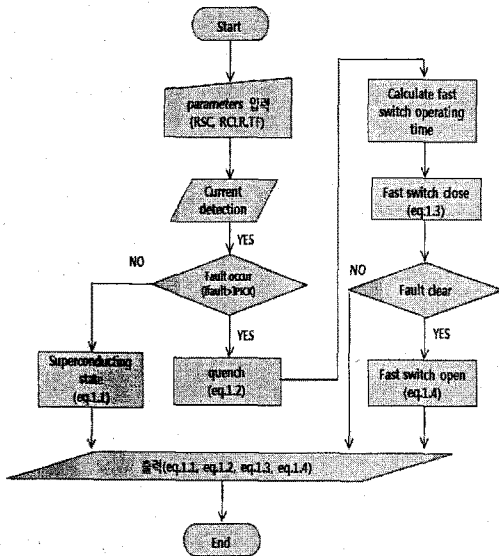 Start
parameters 입력
(RSC, RCLR,TF)
Current
detection
YES
NO
Fault occur
YES
Superconducting
state
(eq.1.1)
quench
(eq.1.2)
Calculate fast
switch operating
time
Fast switch close
(eq.1.3)
NO
Fault clear
YES
Fast switch open
(eq.1.4)
출력(eq.1.1, eq.1.2, eq.1.3, eq.1.4)
End